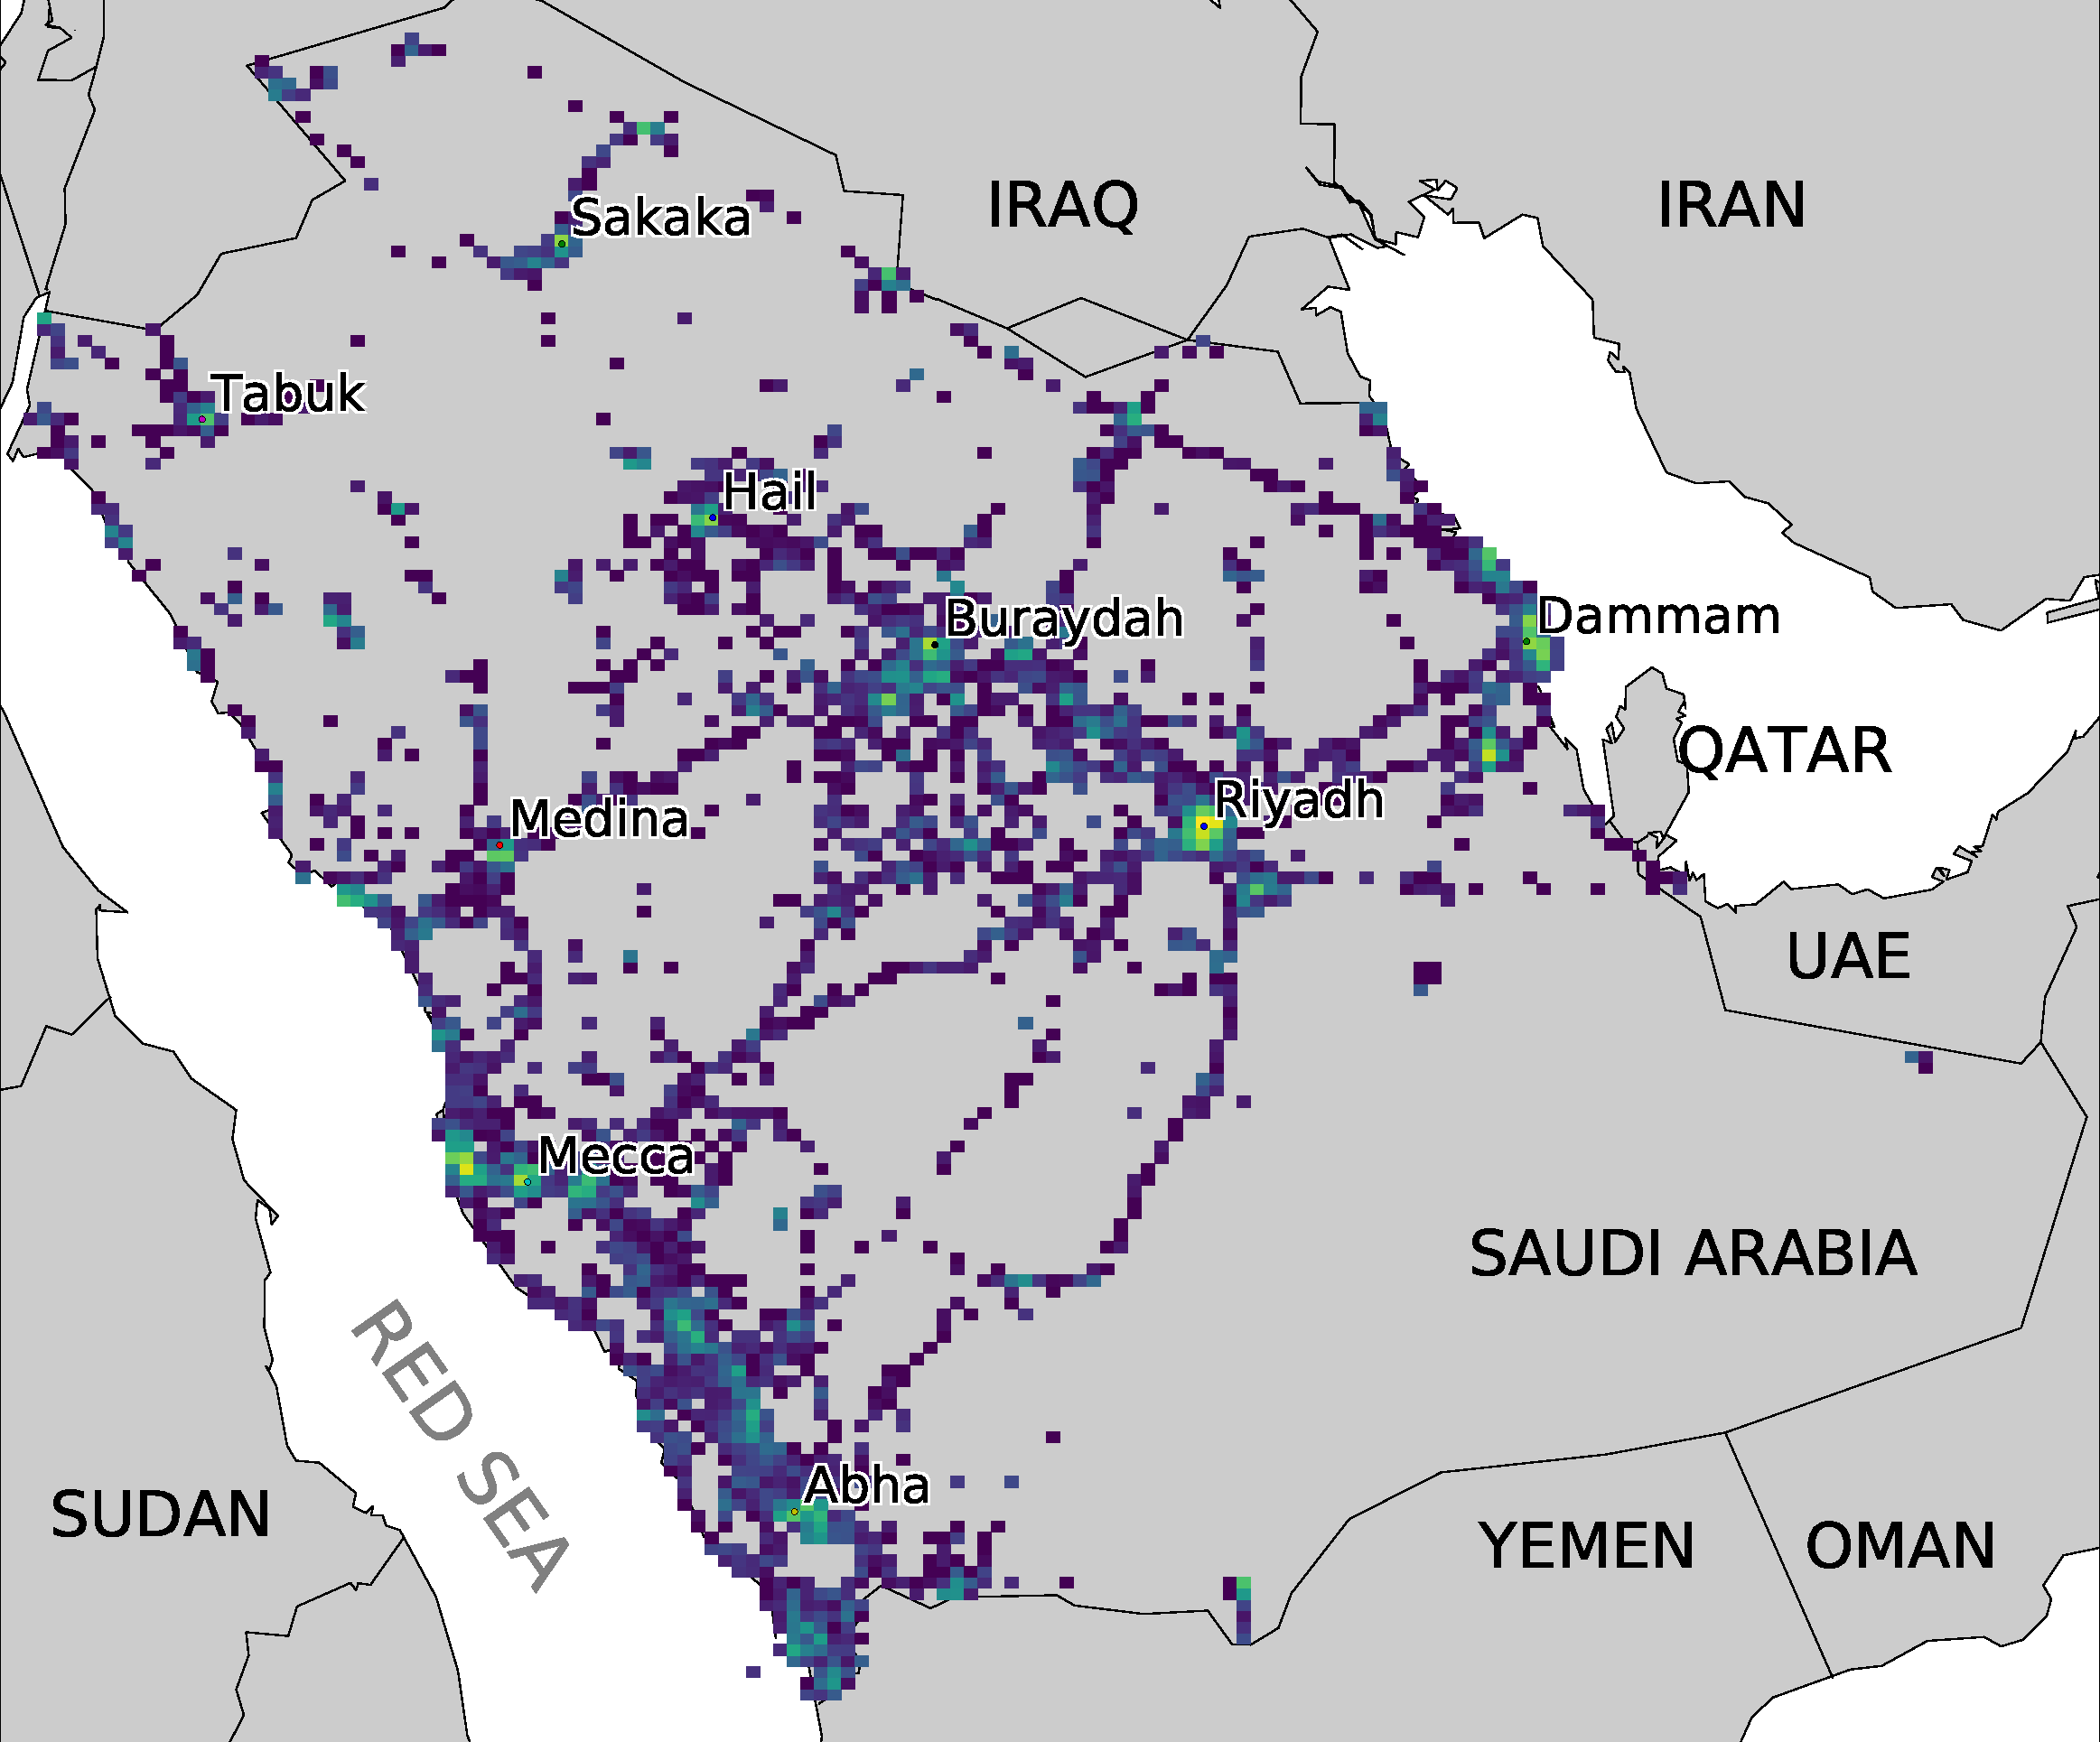 IRAQ
IRAN
Sakaka
Tabuk
Hail
Buraydah
Dammam
QATAR
Riyadh
Medina
UAE
Mecca
SAUDI ARABIA
RED SEA
Abha
SUDAN
YEMEN
OMAN